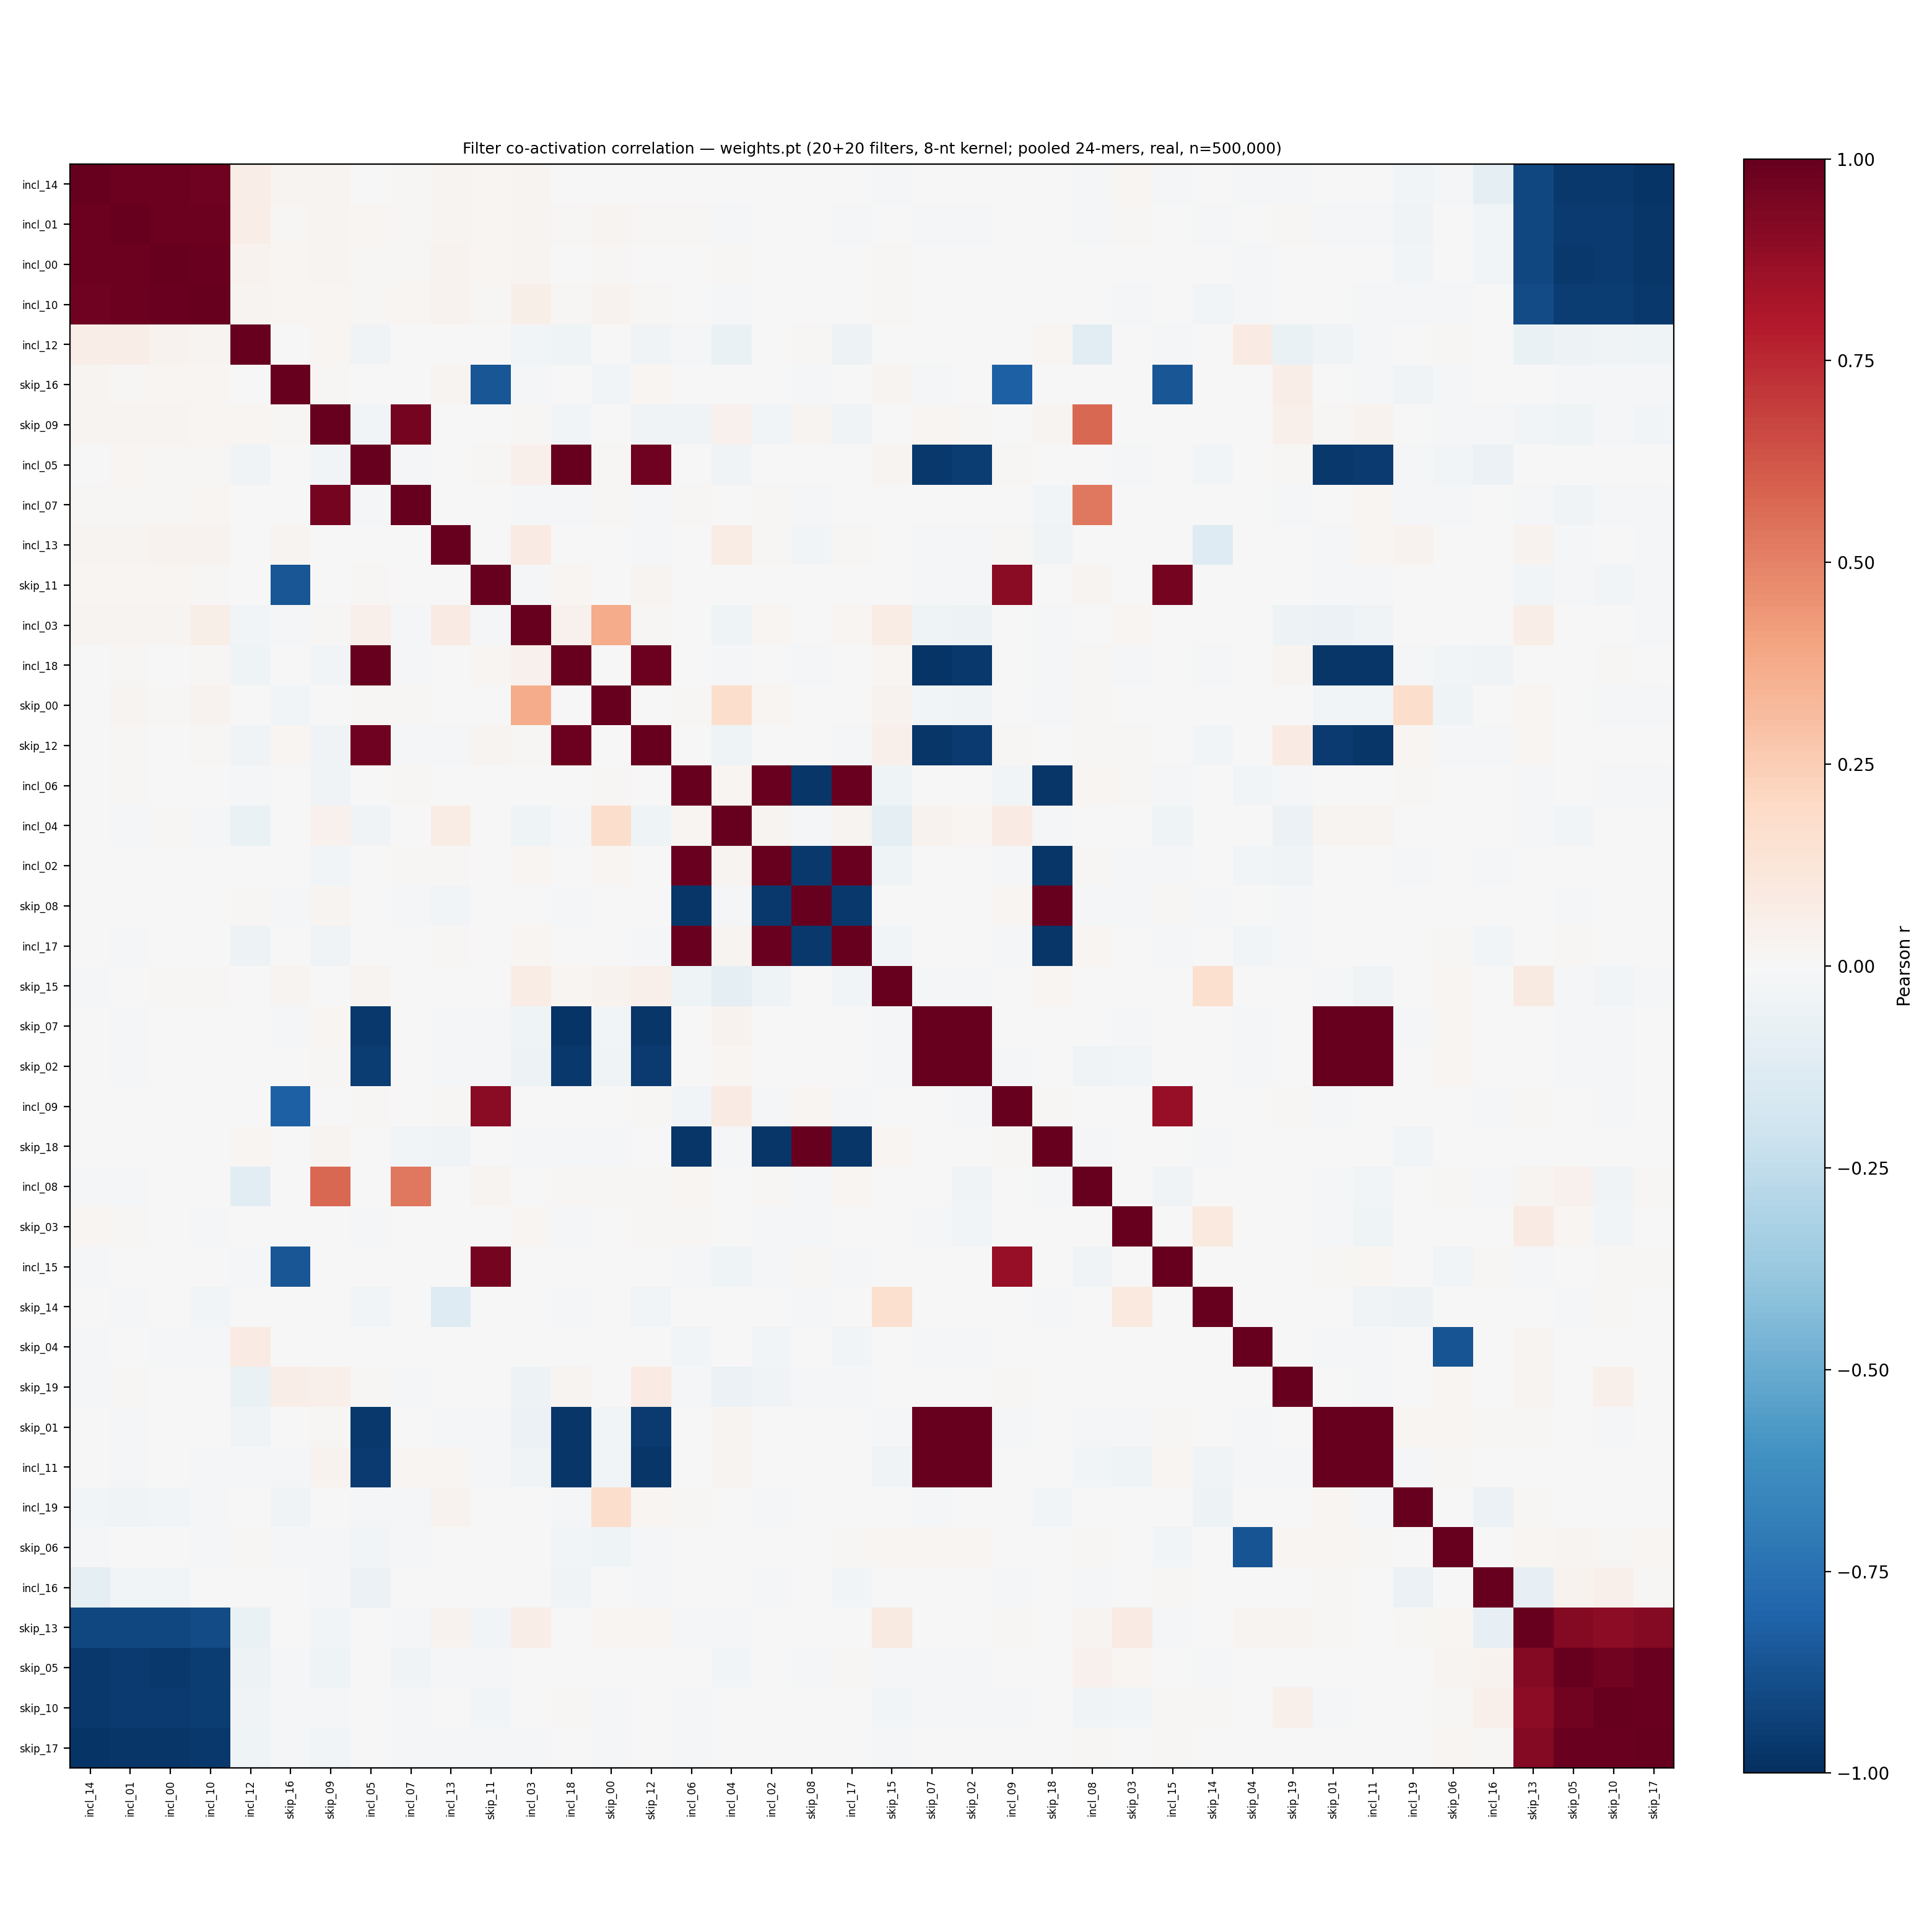 Filter co-activation correlation — weights.pt (20+20 filters, 8-nt kernel; pooled 24-mers, real, n=500,000)
incl_14
incl_01
incl_00
incl_10
incl_12
skip_16
skip_09
incl_05
incl_07
incl_13
skip_11
incl_03
incl_18
skip_00
skip_12
incl_06
incl_04
incl_02
skip_08
incl_17
skip_15
skip_07
skip_02
incl_09
skip_18
incl_08
skip_03
incl_15
skip_14
skip_04
skip_19
skip_01
incl_11
incl_19
skip_06
incl_16
skip_13
skip_05
skip_10
skip_17
incl_14
incl_01
incl_00
incl_10
incl_12
skip_16
skip_09
incl_05
incl_07
incl_13
skip_11
incl_03
incl_18
skip_00
skip_12
incl_06
incl_04
incl_02
skip_08
incl_17
skip_15
skip_07
skip_02
incl_09
skip_18
incl_08
skip_03
incl_15
skip_14
skip_04
skip_19
skip_01
incl_11
incl_19
skip_06
incl_16
skip_13
skip_05
skip_10
skip_17
1.00
0.75
0.50
0.25
0.00
−0.25
−0.50
−0.75
−1.00
Pearson r